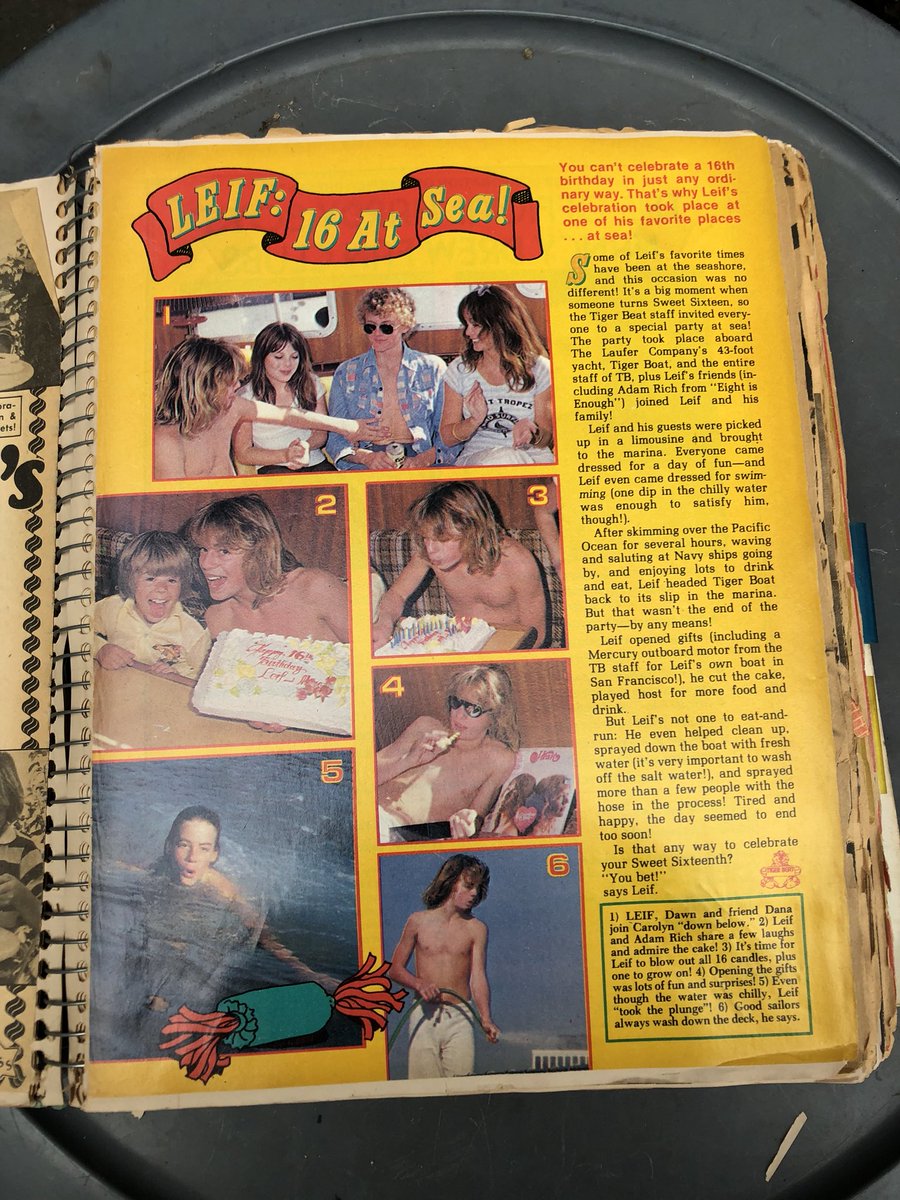 LEIF:
16 At
Sea!
You can't celebrate a 16th
birthday in just any ordi-
nary way. That's why Leif's
celebration took place at
one of his favorite places
. . . at sea!
Some of Leif's favorite times
have been at the seashore,
and this occasion was no
different! It's a big moment when
someone turns Sweet Sixteen, so
the Tiger Beat staff invited every-
one to a special party at sea!
The party took place aboard
The Laufer Company's 43-foot
yacht, Tiger Boat, and the entire
staff of TB, plus Leif's friends (in-
cluding Adam Rich from "Eight is
Enough") joined Leif and his
family!
Leif and his guests were picked
up in a limousine and brought
to the marina. Everyone came
dressed for a day of fun—and
Leif even came dressed for swim-
ming (one dip in the chilly water
was enough to satisfy him,
though!).
After skimming over the Pacific
Ocean for several hours, waving
and saluting at Navy ships going
by, and enjoying lots to drink
and eat, Leif headed Tiger Boat
back to its slip in the marina.
But that wasn't the end of the
party—by any means!
Leif opened gifts (including a
Mercury outboard motor from the
TB staff for Leif's own boat in
San Francisco!), he cut the cake,
played host for more food and
drink.
But Leif's not one to eat-and-
run: He even helped clean up,
sprayed down the boat with fresh
water (it's very important to wash
off the salt water!), and sprayed
more than a few people with the
hose in the process! Tired and
happy, the day seemed to end
too soon!
Is that any way to celebrate
your Sweet Sixteenth?
"You bet!"
says Leif.
TIGER BEAT
1) LEIF, Dawn and friend Dana
join Carolyn "down below." 2) Leif
and Adam Rich share a few laughs
and admire the cake! 3) It's time for
Leif to blow out all 16 candles, plus
one to grow on! 4) Opening the gifts
was lots of fun and surprises! 5) Even
though the water was chilly, Leif
"took the plunge"! 6) Good sailors
always wash down the deck, he says.
1
TROPEZ
2
Happy 16th
Birthday
Leif
3
4
5
6
ora-
n &
ets!
'S